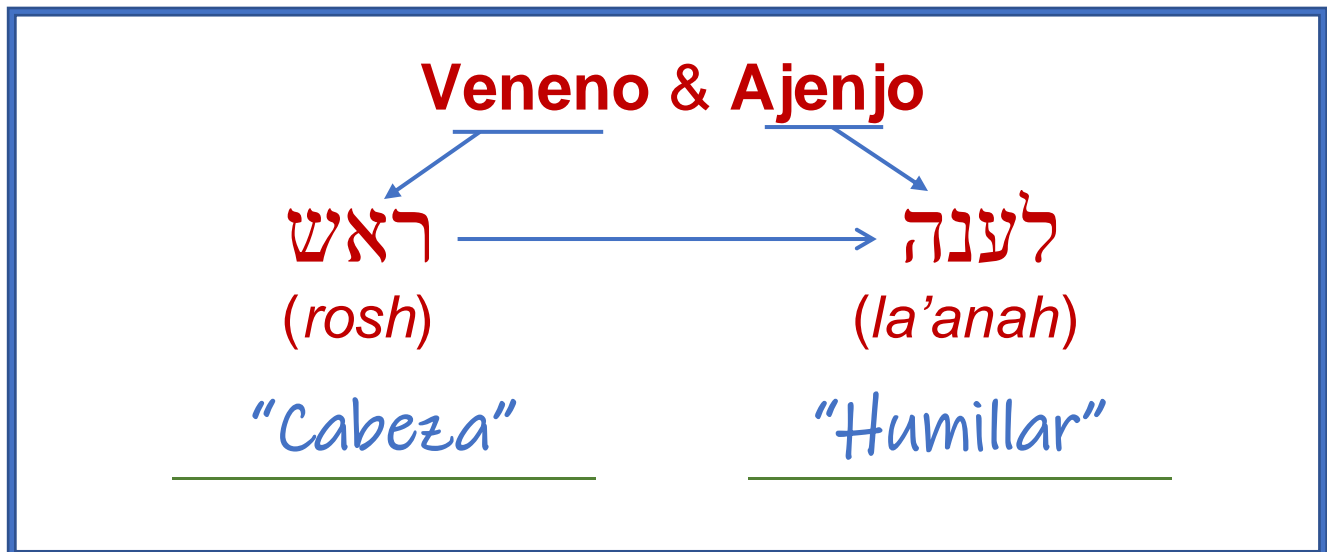 Veneno & Ajenjo
ראש
לענה
(rosh)
(la’anah)
“Cabeza”
“Humillar”